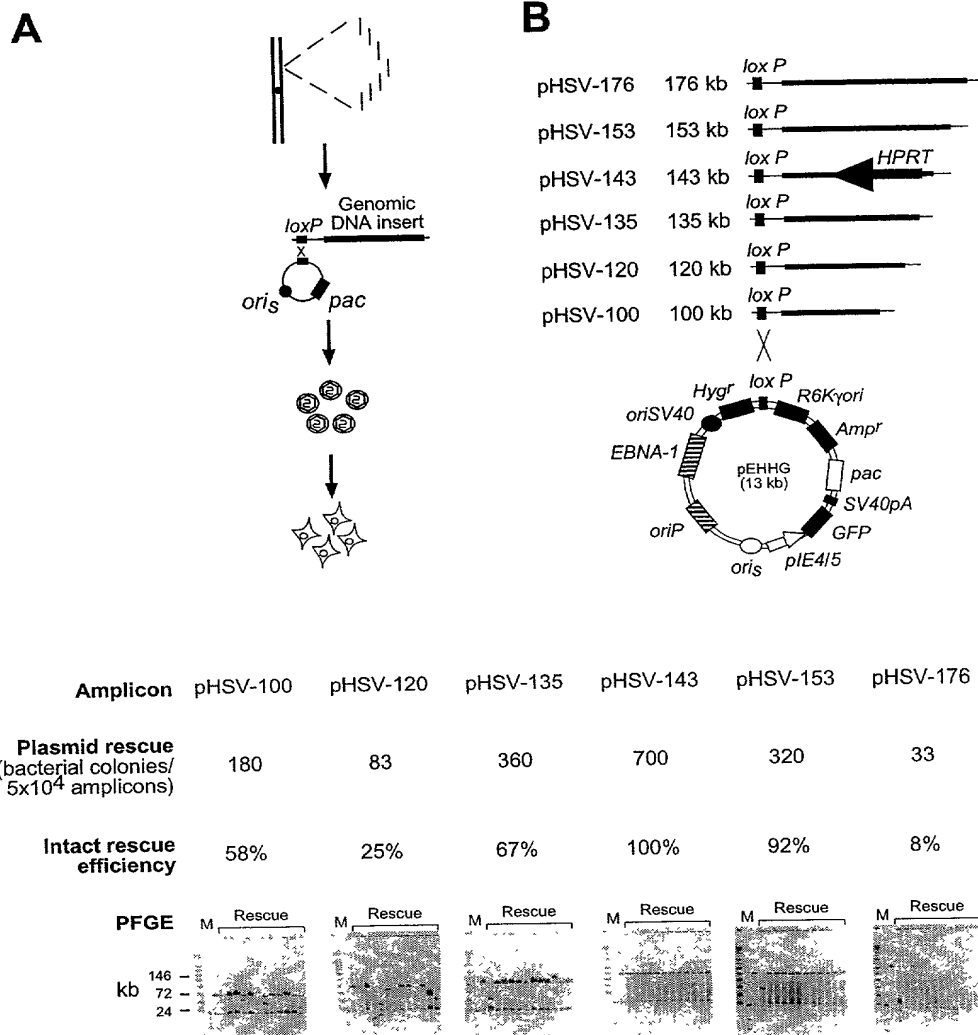 A
Genomic
DNA insert
loxP
x
oris
pac
B
lox P
pHSV-176 176 kb
lox P
pHSV-153 153 kb
lox P
HPRT
pHSV-143 143 kb
lox P
pHSV-135 135 kb
lox P
pHSV-120 120 kb
lox P
pHSV-100 100 kb
lox P
Hygr
R6Kγori
oriSV40
Ampr
EBNA-1
pEHHG
(13 kb)
pac
SV40pA
oriP
GFP
oris
pIE4/5
Amplicon pHSV-100 pHSV-120 pHSV-135 pHSV-143 pHSV-153 pHSV-176
Plasmid rescue
(bacterial colonies/
5x10⁴ amplicons)
180 83 360 700 320 33
Intact rescue
efficiency
58% 25% 67% 100% 92% 8%
PFGE
M Rescue M Rescue M Rescue M Rescue M Rescue M Rescue
146
kb 72
24